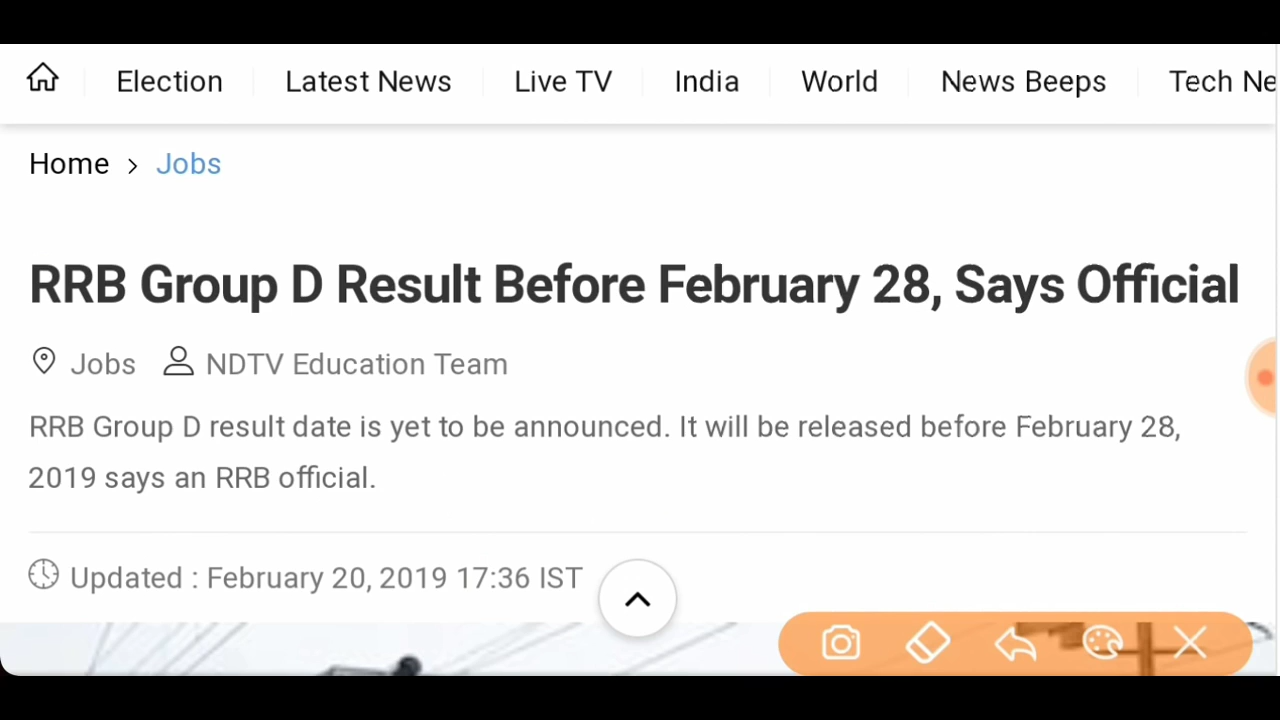 Election Latest News Live TV India World News Beeps Tech Ne
Home > Jobs
RRB Group D Result Before February 28, Says Official
Jobs NDTV Education Team
RRB Group D result date is yet to be announced. It will be released before February 28,
2019 says an RRB official.
Updated : February 20, 2019 17:36 IST